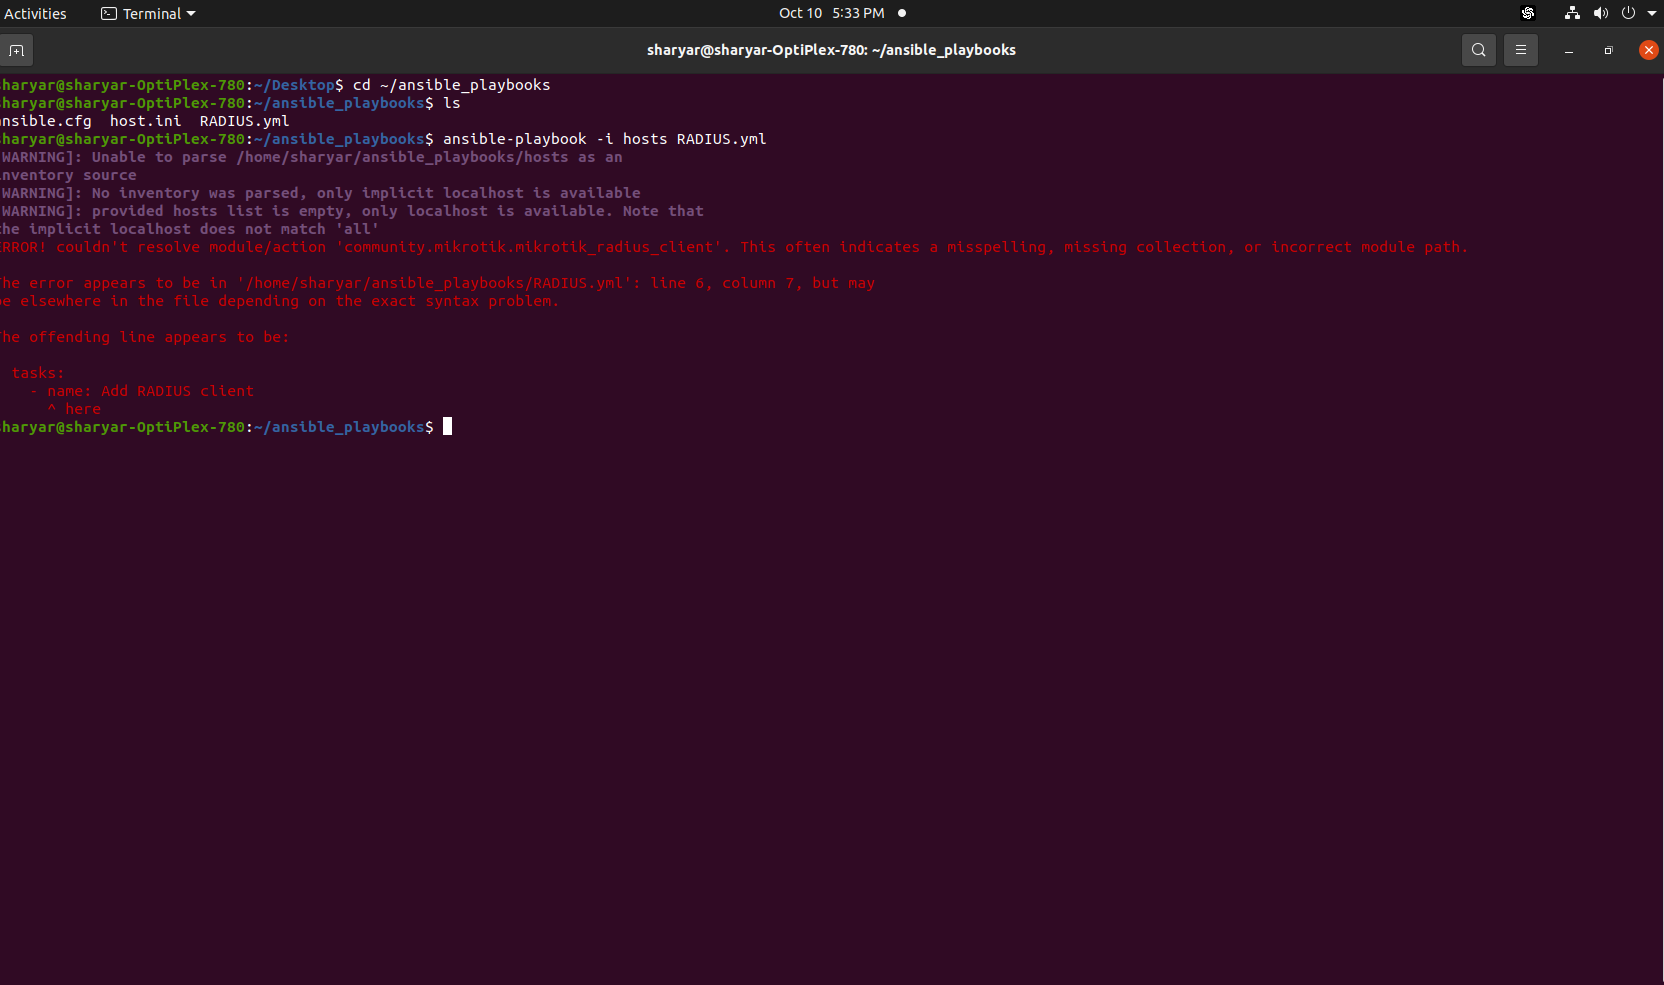 Activities Terminal Oct 10 5:33 PM
sharyar@sharyar-OptiPlex-780: ~/ansible_playbooks
haryar@sharyar-OptiPlex-780:~/Desktop$ cd ~/ansible_playbooks
haryar@sharyar-OptiPlex-780:~/ansible_playbooks$ ls
nsible.cfg host.ini RADIUS.yml
haryar@sharyar-OptiPlex-780:~/ansible_playbooks$ ansible-playbook -i hosts RADIUS.yml
WARNING]: Unable to parse /home/sharyar/ansible_playbooks/hosts as an
nventory source
WARNING]: No inventory was parsed, only implicit localhost is available
WARNING]: provided hosts list is empty, only localhost is available. Note that
he implicit localhost does not match 'all'
ERROR! couldn't resolve module/action 'community.mikrotik.mikrotik_radius_client'. This often indicates a misspelling, missing collection, or incorrect module path.
The error appears to be in '/home/sharyar/ansible_playbooks/RADIUS.yml': line 6, column 7, but may
be elsewhere in the file depending on the exact syntax problem.
The offending line appears to be:
tasks:
- name: Add RADIUS client
^ here
haryar@sharyar-OptiPlex-780:~/ansible_playbooks$